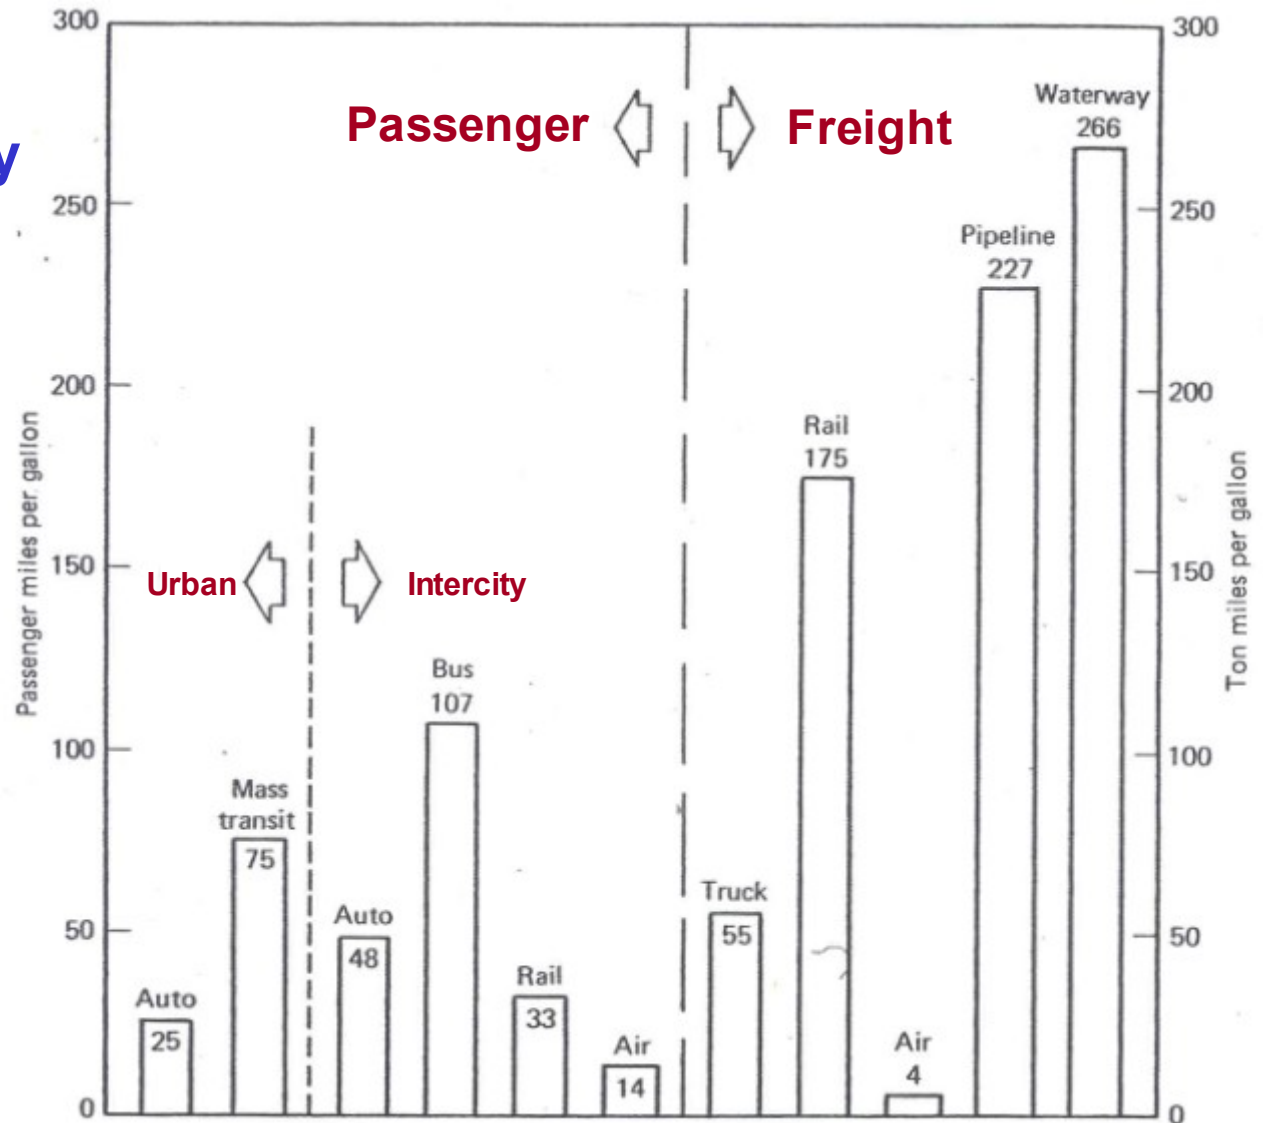 y
Passenger
Freight
Urban
Intercity
Passenger miles per gallon
300
250
200
150
100
50
0
Auto
25
Mass
transit
75
Auto
48
Bus
107
Rail
33
Air
14
Truck
55
Rail
175
Air
4
Pipeline
227
Waterway
266
300
250
200
150
100
50
0
Ton miles per gallon